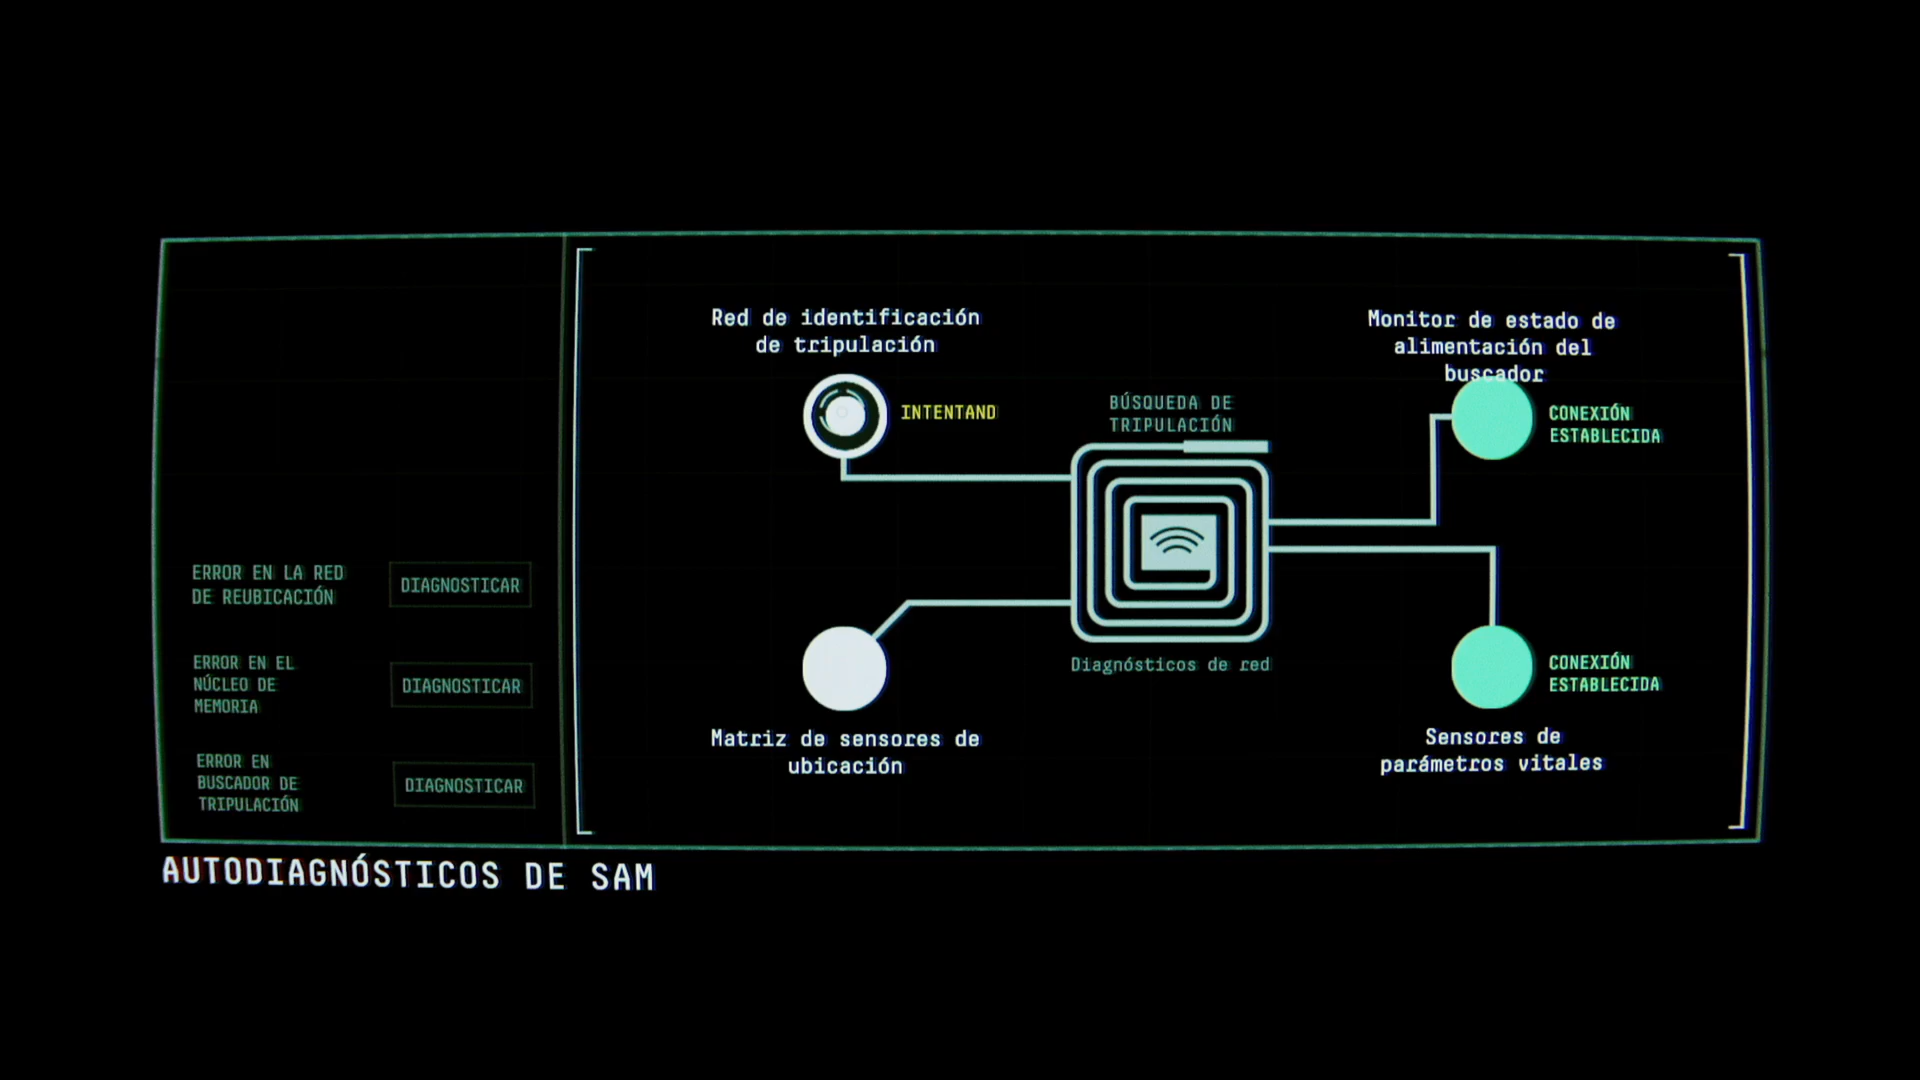 Red de identificación
de tripulación
INTENTAND
BÚSQUEDA DE
TRIPULACIÓN
Monitor de estado de
alimentación del
buscador
CONEXIÓN
ESTABLECIDA
ERROR EN LA RED
DE REUBICACIÓN
DIAGNOSTICAR
ERROR EN EL
NÚCLEO DE
MEMORIA
DIAGNOSTICAR
ERROR EN
BUSCADOR DE
TRIPULACIÓN
DIAGNOSTICAR
Diagnósticos de red
CONEXIÓN
ESTABLECIDA
Matriz de sensores de
ubicación
Sensores de
parámetros vitales
AUTODIAGNÓSTICOS DE SAM